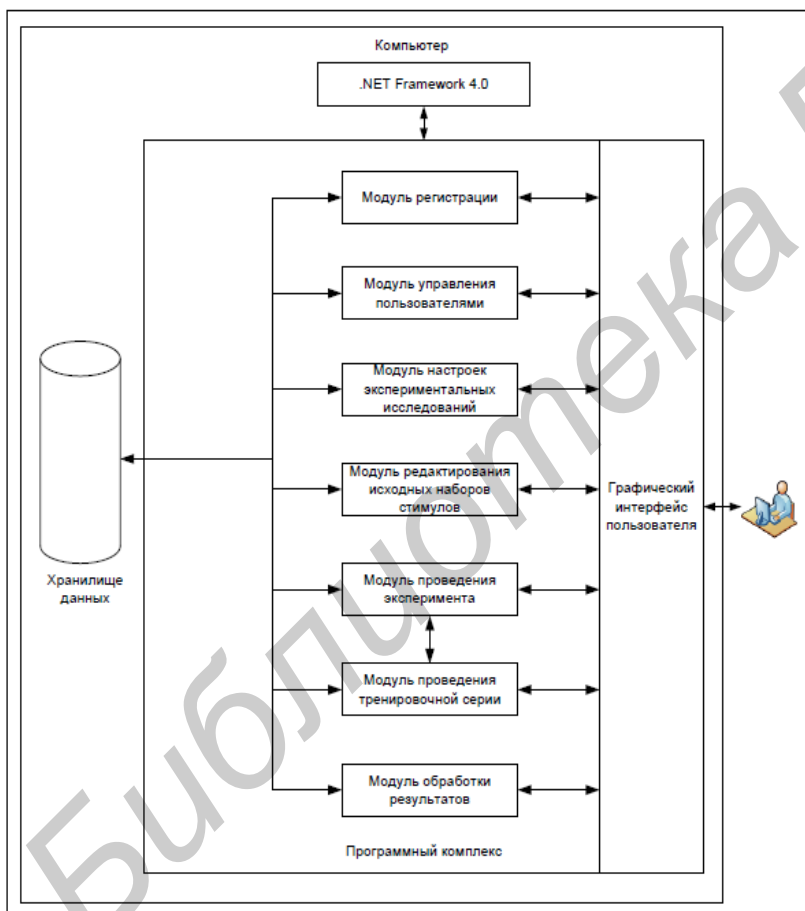 Компьютер
.NET Framework 4.0
Модуль регистрации
Модуль управления
пользователями
Модуль настроек
экспериментальных
исследований
Модуль редактирования
исходных наборов
стимулов
Графический
интерфейс
пользователя
Хранилище
данных
Модуль проведения
эксперимента
Модуль проведения
тренировочной серии
Модуль обработки
результатов
Программный комплекс
Библиотека